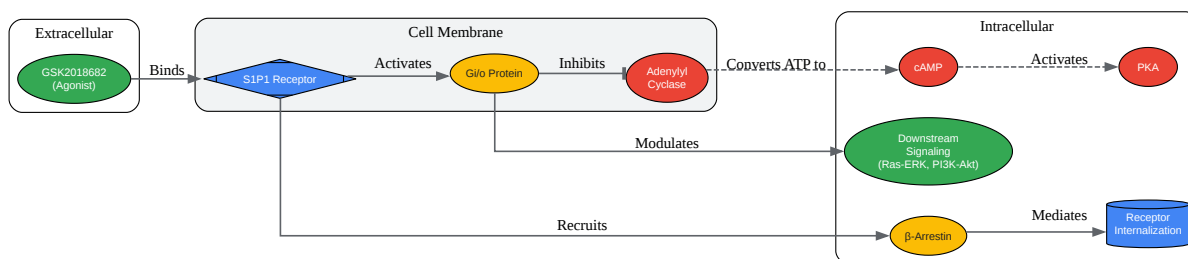 Extracellular
GSK2018682
(Agonist)
Binds
Cell Membrane
S1P1 Receptor
Activates
Gi/o Protein
Inhibits
Adenylyl
Cyclase
Converts ATP to
Intracellular
cAMP
Activates
PKA
Modulates
Downstream
Signaling
(Ras-ERK, PI3K-Akt)
Recruits
β-Arrestin
Mediates
Receptor
Internalization